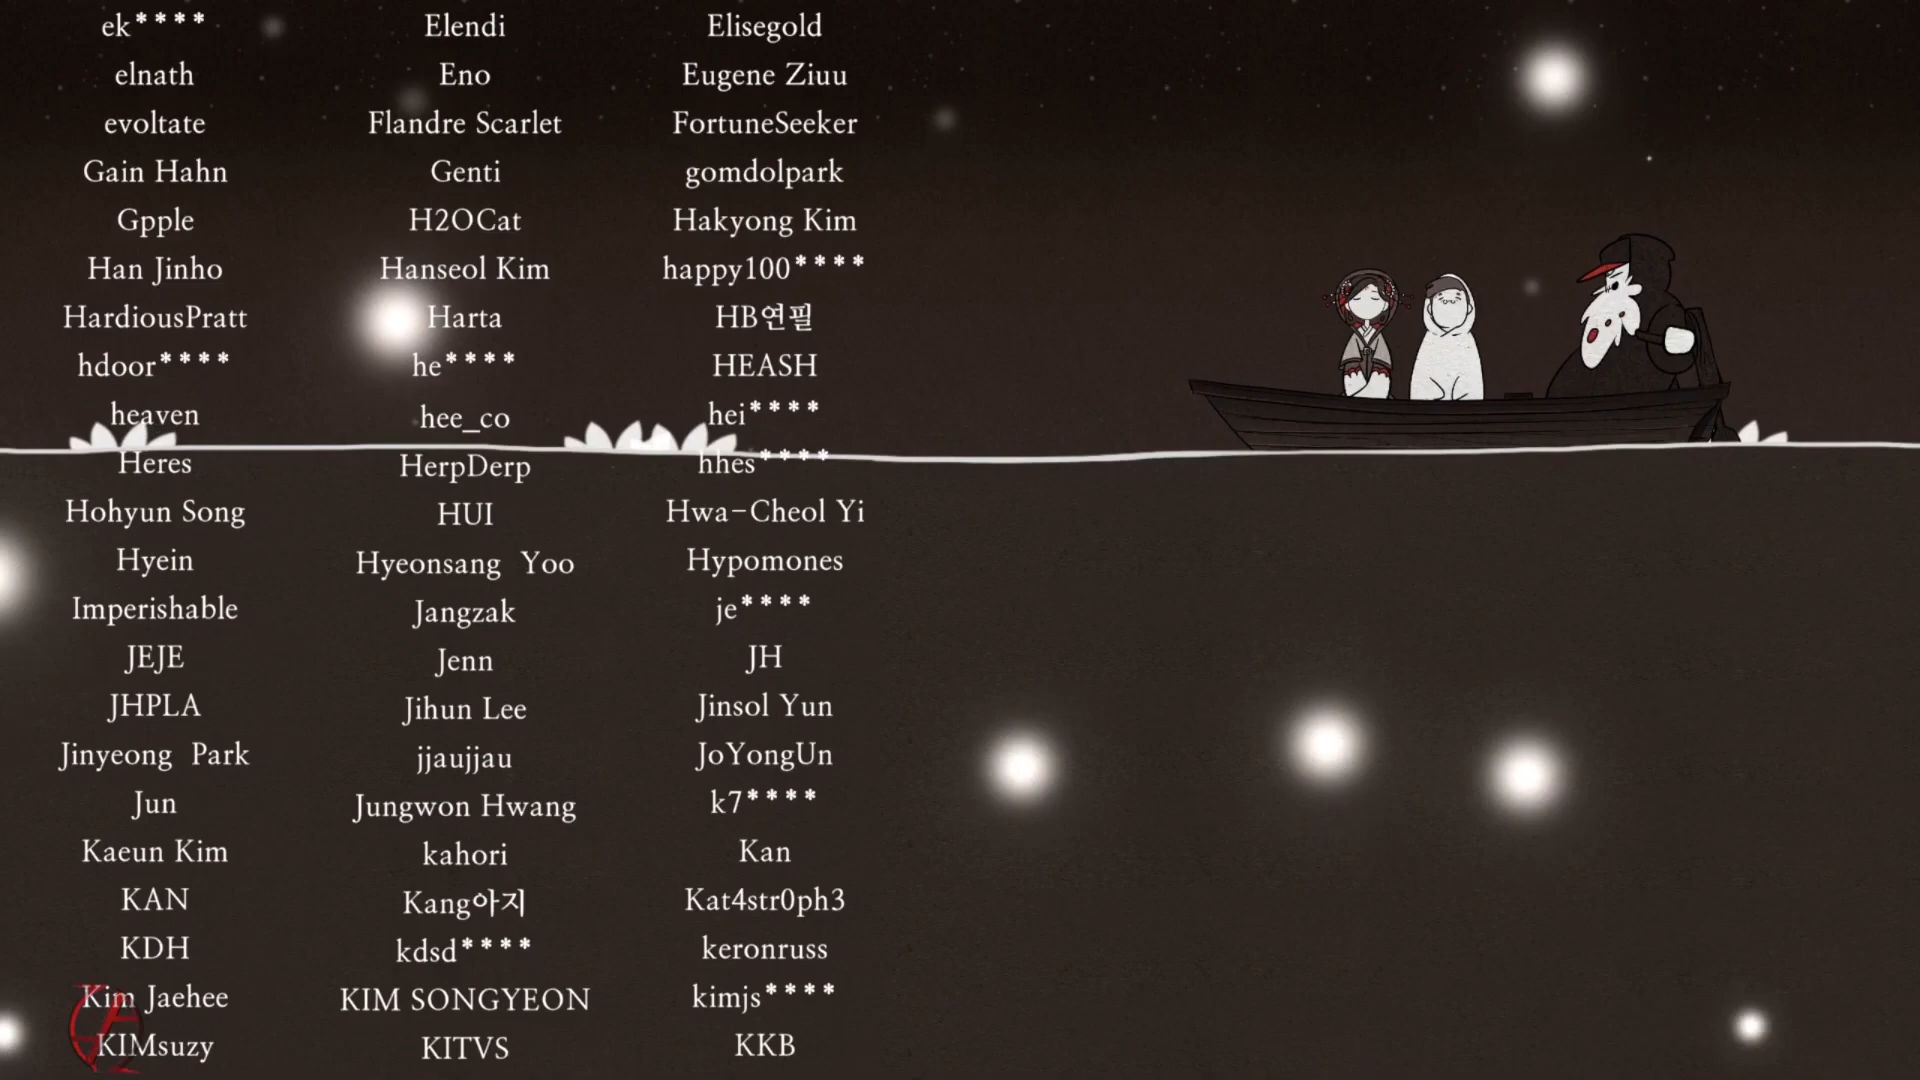 ek**** Elendi Elisegold
elnath Eno Eugene Ziuu
evoltate Flandre Scarlet FortuneSeeker
Gain Hahn Genti gomdolpark
Gpple H2OCat Hakyong Kim
Han Jinho Hanseol Kim happy100****
HardiousPratt Harta HB연필
hdoor**** he**** HEASH
heaven hee_co hei****
Heres HerpDerp hhes****
Hohyun Song HUI Hwa-Cheol Yi
Hyein Hyeonsang Yoo Hypomones
Imperishable Jangzak je****
JEJE Jenn JH
JHPLA Jihun Lee Jinsol Yun
Jinyeong Park jjaujjau JoYongUn
Jun Jungwon Hwang k7****
Kaeun Kim kahori Kan
KAN Kang아지 Kat4str0ph3
KDH kdsd**** keronruss
Kim Jaehee KIM SONGYEON kimjs****
KIMsuzy KITVS KKB